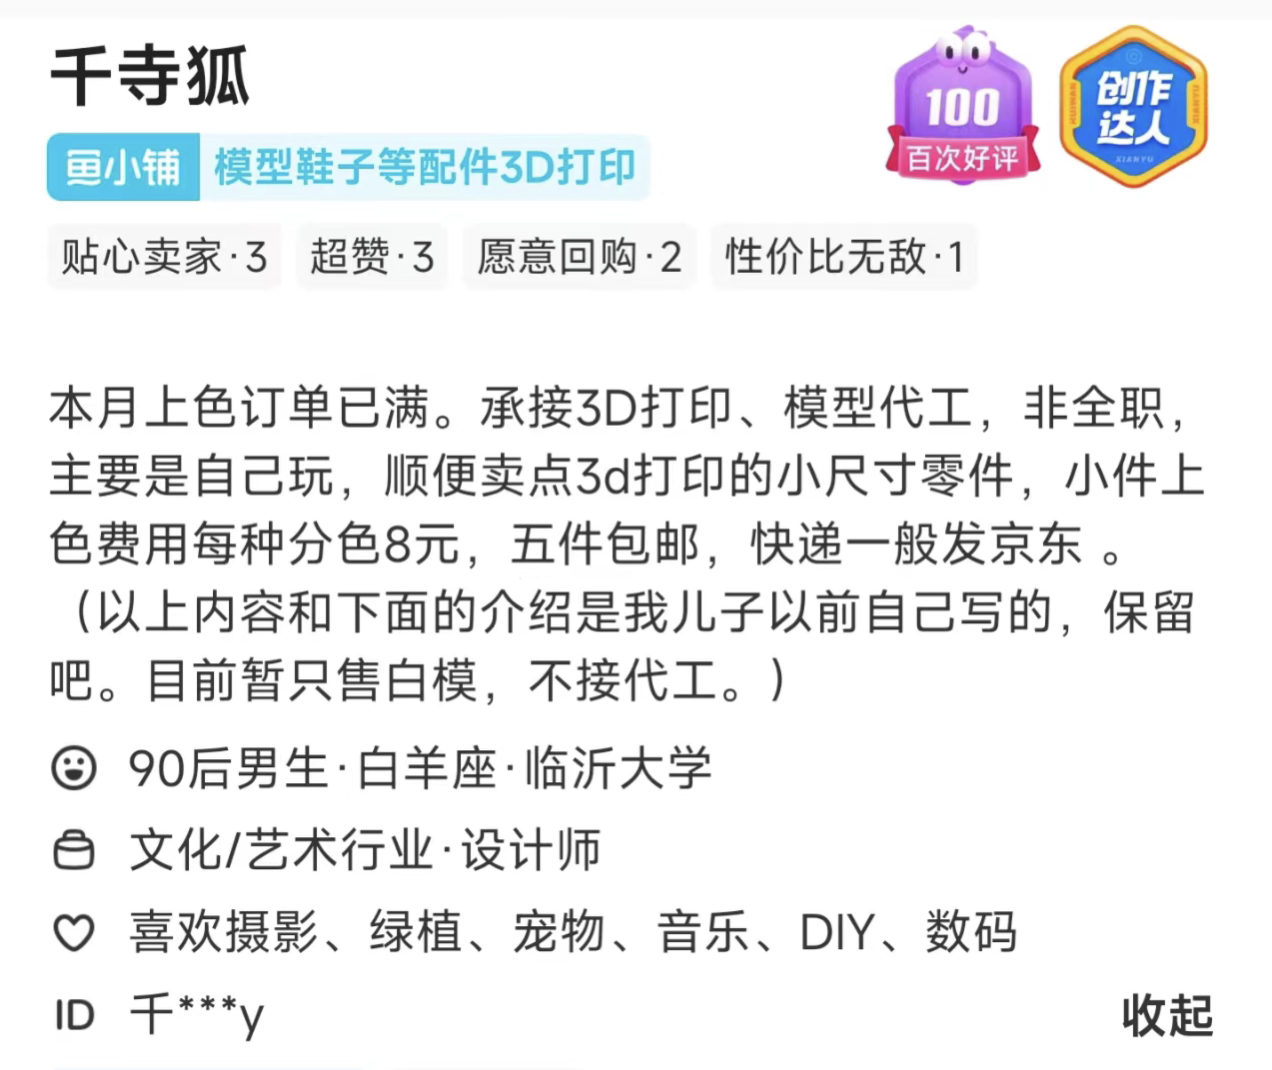 千寺狐
100
百次好评
创作
达人
XIANYU
鱼小铺 模型鞋子等配件3D打印
贴心卖家·3 超赞·3 愿意回购·2 性价比无敌·1
本月上色订单已满。承接3D打印、模型代工，非全职，
主要是自己玩，顺便卖点3d打印的小尺寸零件，小件上
色费用每种分色8元，五件包邮，快递一般发京东 。
（以上内容和下面的介绍是我儿子以前自己写的，保留
吧。目前暂只售白模，不接代工。）
90后男生·白羊座·临沂大学
文化/艺术行业·设计师
喜欢摄影、绿植、宠物、音乐、DIY、数码
ID 千***y
收起